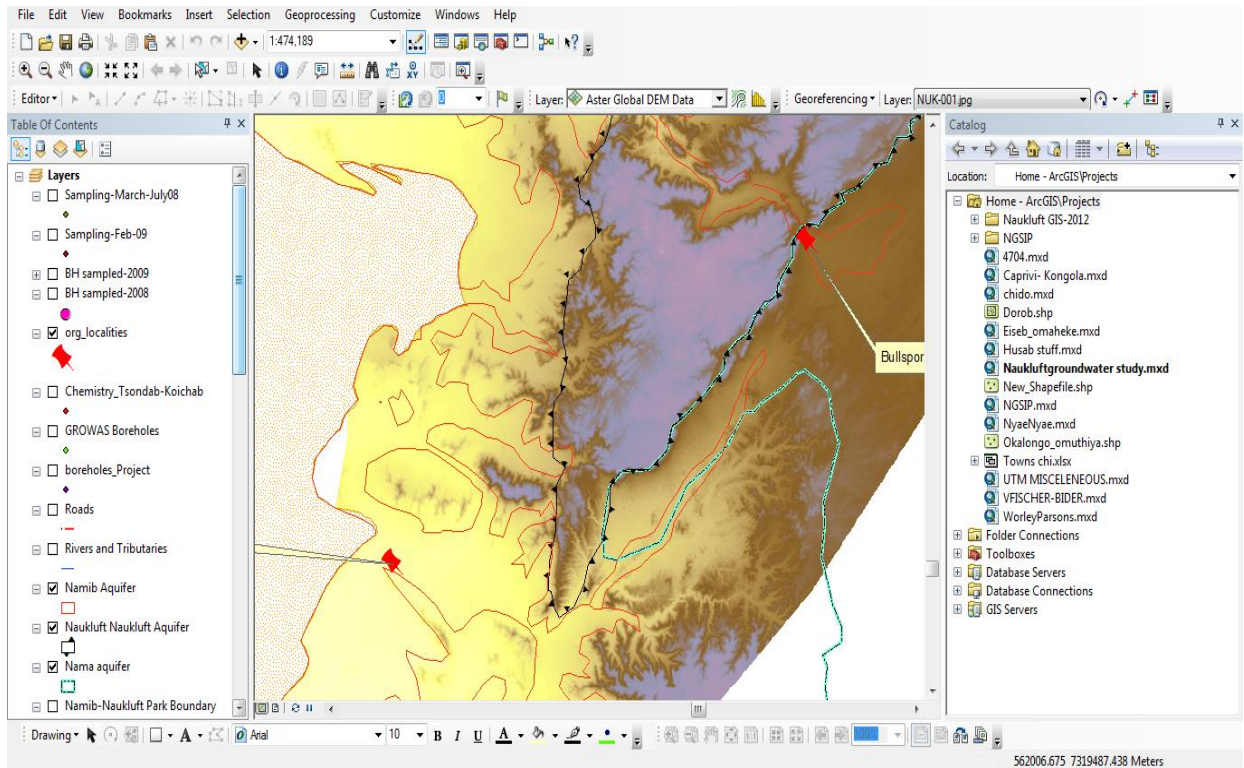 File Edit View Bookmarks Insert Selection Geoprocessing Customize Windows Help
1:474,189
Editor Layer: Aster Global DEM Data Georeferencing Layer: NUK-001.jpg
Table Of Contents
Layers
Sampling-March-July08
Sampling-Feb-09
BH sampled-2009
BH sampled-2008
org_localities
Chemistry_Tsondab-Koichab
GROWAS Boreholes
boreholes_Project
Roads
Rivers and Tributaries
Namib Aquifer
Naukluft Naukluft Aquifer
Nama aquifer
Namib-Naukluft Park Boundary
Bullspor
Catalog
Location: Home - ArcGIS\Projects
Home - ArcGIS\Projects
Naukluft GIS-2012
NGSIP
4704.mxd
Caprivi- Kongola.mxd
chido.mxd
Dorob.shp
Eiseb_omaheke.mxd
Husab stuff.mxd
Naukluftgroundwater study.mxd
New_Shapefile.shp
NGSIP.mxd
NyaeNyae.mxd
Okalongo_omuthiya.shp
Towns chi.xlsx
UTM MISCELENEOUS.mxd
VFISCHER-BIDER.mxd
WorleyParsons.mxd
Folder Connections
Toolboxes
Database Servers
Database Connections
GIS Servers
Drawing A Arial 10 B I U A 100%
562006.675 7319487.438 Meters